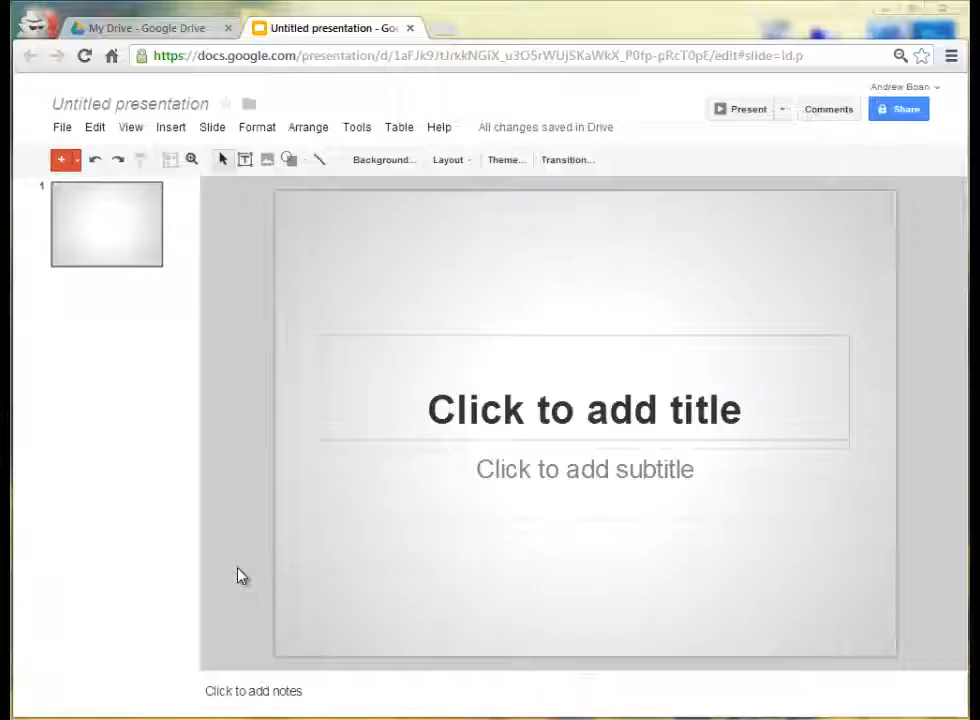 My Drive - Google Drive
Untitled presentation - Go
https://docs.google.com/presentation/d/1aFJk9JtJrkkNGiX_u3O5rWUjSKaWkX_P0fp-pRcT0pE/edit#slide=id.p
Andrew Boan
Untitled presentation
Present
Comments
Share
File Edit View Insert Slide Format Arrange Tools Table Help All changes saved in Drive
Background... Layout Theme... Transition...
1
Click to add title
Click to add subtitle
Click to add notes